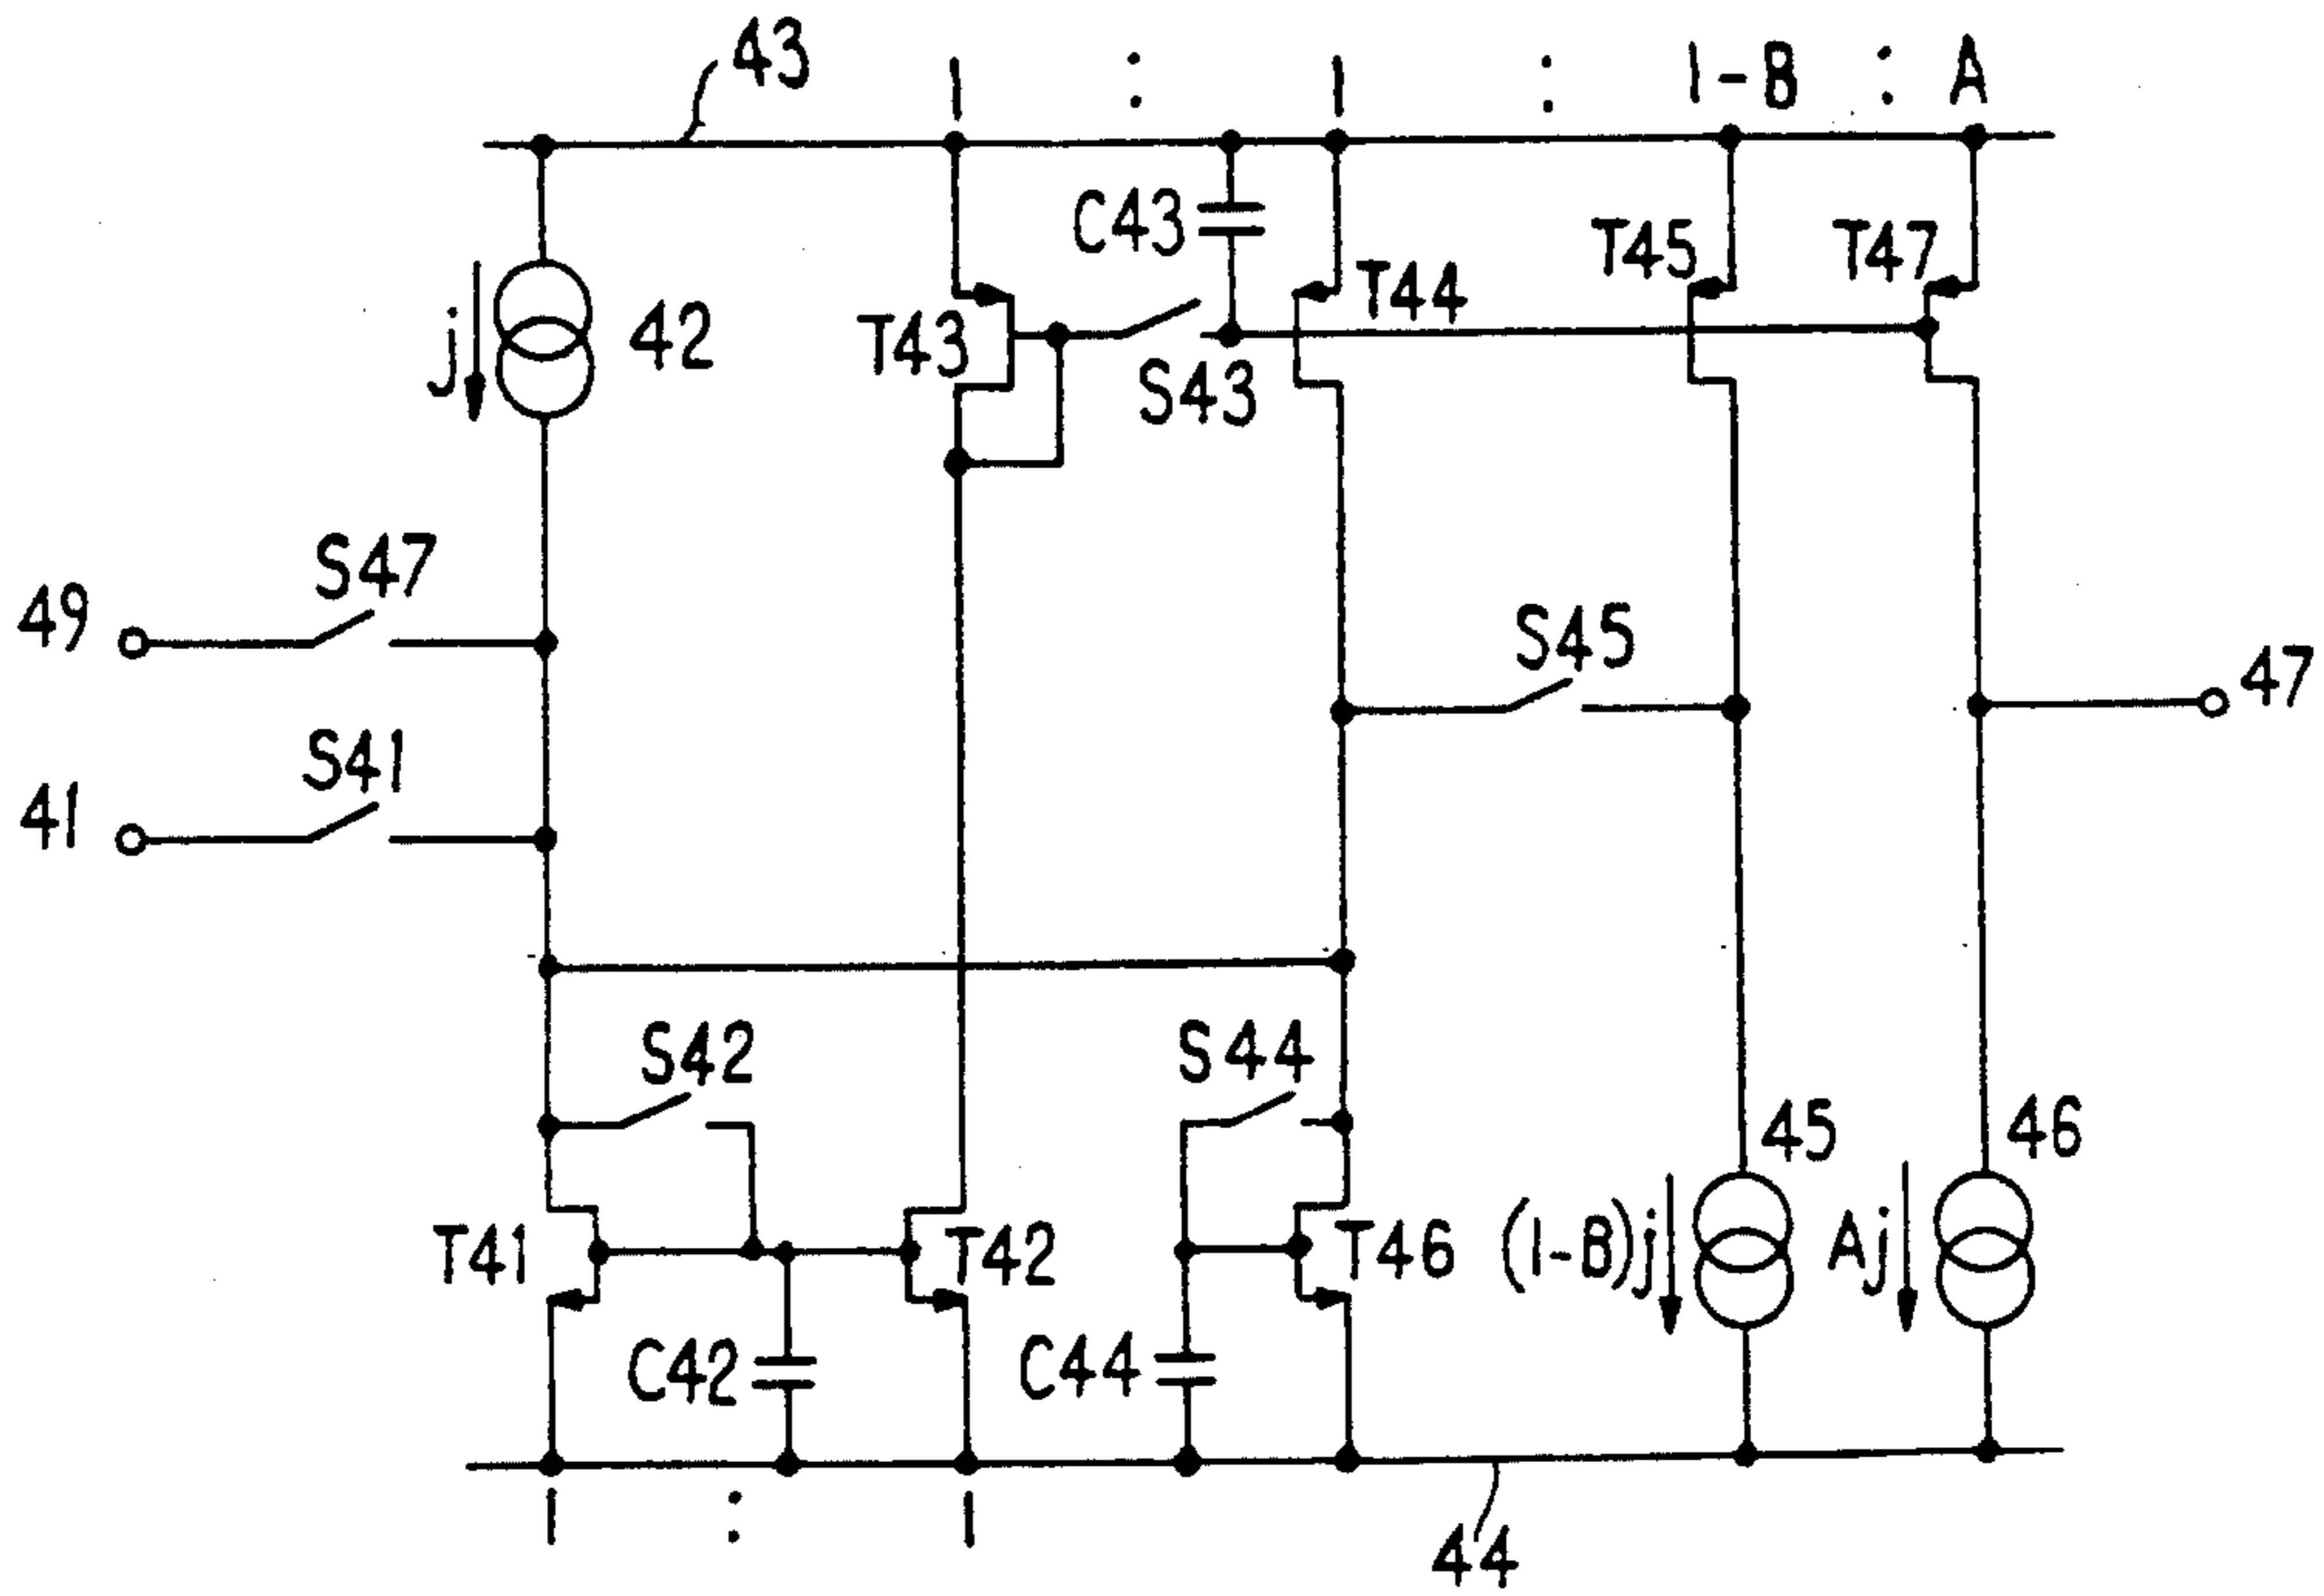 43
1 : 1 : 1-B : A
C43
T45
T47
T44
j
42
T43
S43
S47
49
S45
47
S41
41
S42
S44
45
46
T41
T42
T46
(1-B)j
Aj
C42
C44
1 : 1
44